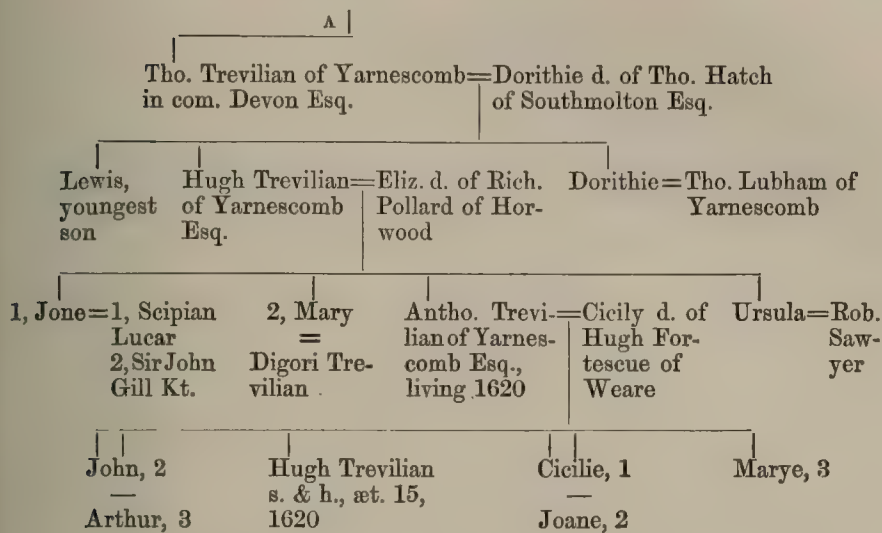 A
Tho. Trevilian of Yarnescomb=Dorithie d. of Tho. Hatch
in com. Devon Esq.
of Southmolton Esq.
Lewis,
youngest
son
Hugh Trevilian=
of Yarnescomb
Esq.
Eliz. d. of Rich.
Pollard of Hor-
wood
Dorithie=Tho. Lubham of
Yarnescomb
1, Jone=1, Scipian
Lucar
2, Sir John
Gill Kt.
2, Mary
=
Digori Tre-
vilian
Antho. Trevi-=
lian of Yarnes-
comb Esq.,
living 1620
Cicily d. of
Hugh For-
tescue of
Weare
Ursula=Rob.
Saw-
yer
John, 2
—
Arthur, 3
Hugh Trevilian
s. & h., æt. 15,
1620
Cicilie, 1
—
Joane, 2
Marye, 3